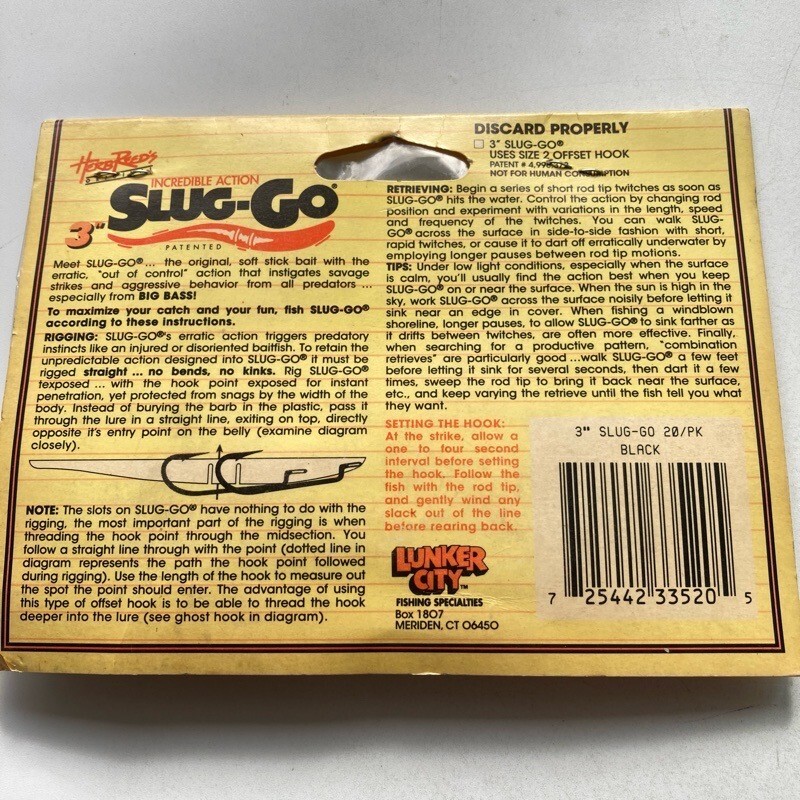 DISCARD PROPERLY
3" SLUG-GO®
USES SIZE 2 OFFSET HOOK
PATENT #
NOT FOR HUMAN CONSUMPTION
HERB REED'S
INCREDIBLE ACTION
3" SLUG-GO®
PATENTED
Meet SLUG-GO® ... the original, soft stick bait with the
erratic, "out of control" action that instigates savage
strikes and aggressive behavior from all predators ...
especially from BIG BASS!
To maximize your catch and your fun, fish SLUG-GO®
according to these instructions.
RIGGING: SLUG-GO®'s erratic action triggers predatory
instincts like an injured or disoriented baitfish. To retain the
unpredictable action designed into SLUG-GO® it must be
rigged straight ... no bends, no kinks. Rig SLUG-GO®
texposed ... with the hook point exposed for instant
penetration, yet protected from snags by the width of the
body. Instead of burying the barb in the plastic, pass it
through the lure in a straight line, exiting on top, directly
opposite it's entry point on the belly (examine diagram
closely).
NOTE: The slots on SLUG-GO® have nothing to do with the
rigging, the most important part of the rigging is when
threading the hook point through the midsection. You
follow a straight line through with the point (dotted line in
diagram represents the path the hook point followed
during rigging). Use the length of the hook to measure out
the spot the point should enter. The advantage of using
this type of offset hook is to be able to thread the hook
deeper into the lure (see ghost hook in diagram).
RETRIEVING: Begin a series of short rod tip twitches as soon as
SLUG-GO® hits the water. Control the action by changing rod
position and experiment with variations in the length, speed
and frequency of the twitches. You can walk SLUG-
GO® across the surface in side-to-side fashion with short,
rapid twitches, or cause it to dart off erratically underwater by
employing longer pauses between rod tip motions.
TIPS: Under low light conditions, especially when the surface
is calm, you'll usually find the action best when you keep
SLUG-GO® on or near the surface. When the sun is high in the
sky, work SLUG-GO® across the surface noisily before letting it
sink near an edge in cover. When fishing a windblown
shoreline, longer pauses, to allow SLUG-GO® to sink farther as
it drifts between twitches, are often more effective. Finally,
when searching for a productive pattern, "combination
retrieves" are particularly good ...walk SLUG-GO® a few feet
before letting it sink for several seconds, then dart it a few
times, sweep the rod tip to bring it back near the surface,
etc., and keep varying the retrieve until the fish tell you what
they want.
SETTING THE HOOK:
At the strike, allow a
one to four second
interval before setting
the hook. Follow the
fish with the rod tip,
and gently wind any
slack out of the line
before rearing back.
LUNKER
CITY™
FISHING SPECIALTIES
Box 1807
MERIDEN, CT 06450
3" SLUG-GO 20/PK
BLACK
7 25442 33520 5